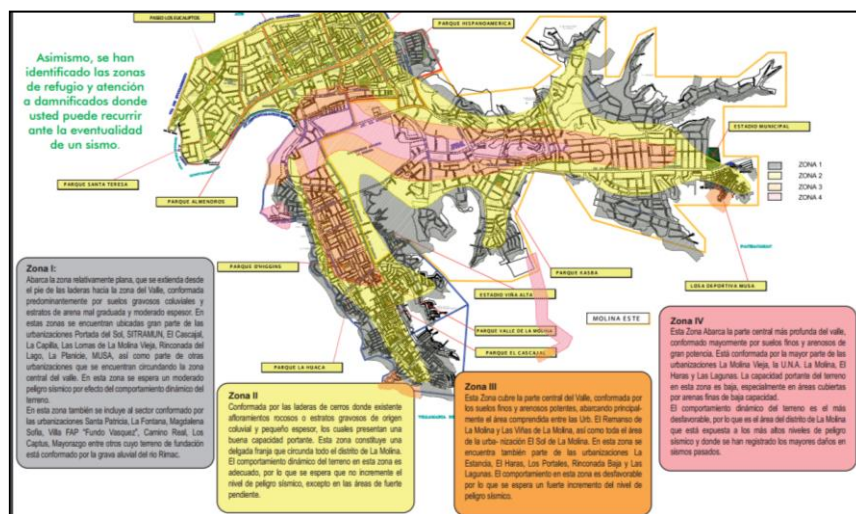 PASEO LOS EUCALIPTOS
PARQUE HISPANOAMERICA
Asimismo, se han
identificado las zonas
de refugio y atención
a damnificados donde
usted puede recurrir
ante la eventualidad
de un sismo.
ESTADIO MUNICIPAL
ZONA 1
ZONA 2
ZONA 3
ZONA 4
PARQUE SANTA TERESA
PARQUE ALMENDROS
PARQUE O'HIGGINS
PARQUE KASBA
ESTADIO VIÑA ALTA
LOSA DEPORTIVA MUSA
PARQUE VALLE DE LA MOLINA
MOLINA ESTE
PARQUE EL CASCAJAL
PARQUE LA HUACA
Zona I:
Abarca la zona relativamente plana, que se extienda desde
el pie de las laderas hacia la zona del Valle, conformada
predominantemente por suelos gravosos coluviales y
estratos de arena mal graduada y moderado espesor. En
estas zonas se encuentran ubicadas gran parte de las
urbanizaciones Portada del Sol, SITRAMUN, El Cascajal,
La Capilla, Las Lomas de La Molina Vieja, Rinconada del
Lago, La Planicie, MUSA, así como parte de otras
urbanizaciones que se encuentran circundando la zona
central del valle. En esta zona se espera un moderado
peligro sísmico por efecto del comportamiento dinámico del
terreno.
En esta zona también se incluye al sector conformado por
las urbanizaciones Santa Patricia, La Fontana, Magdalena
Sofía, Villa FAP "Fundo Vasquez", Camino Real, Los
Captus, Mayorazgo entre otros cuyo terreno de fundación
está conformado por la grava aluvial del río Rímac.
Zona II
Conformada por las laderas de cerros donde existente
afloramientos rocosos o estratos gravosos de origen
coluvial y pequeño espesor, los cuales presentan una
buena capacidad portante. Esta zona constituye una
delgada franja que circunda todo el distrito de La Molina.
El comportamiento dinámico del terreno en esta zona es
adecuado, por lo que se espera que no incremente el
nivel de peligro sísmico, excepto en las áreas de fuerte
pendiente.
Zona III
Esta Zona cubre la parte central del Valle, conformada por
los suelos finos y arenosos potentes, abarcando principal-
mente el área comprendida entre las Urb. El Remanso de
La Molina y Las Viñas de La Molina, así como todo el área
de la urba- nización El Sol de La Molina. En esta zona se
encuentra también parte de las urbanizaciones La
Estancia, El Haras, Los Portales, Rinconada Baja y Las
Lagunas. El comportamiento en esta zona es desfavorable
por lo que se espera un fuerte incremento del nivel de
peligro sísmico.
Zona IV
Esta Zona Abarca la parte central más profunda del valle,
conformado mayormente por suelos finos y arenosos de
gran potencia. Está conformada por la mayor parte de las
urbanizaciones La Molina Vieja, la U.N.A. La Molina, El
Haras y Las Lagunas. La capacidad portante del terreno
en esta zona es baja, especialmente en áreas cubiertas
por arenas finas de baja capacidad.
El comportamiento dinámico del terreno es el más
desfavorable, por lo que es el área del distrito de La Molina
que está expuesta a los más altos niveles de peligro
sísmico y donde se han registrado los mayores daños en
sismos pasados.